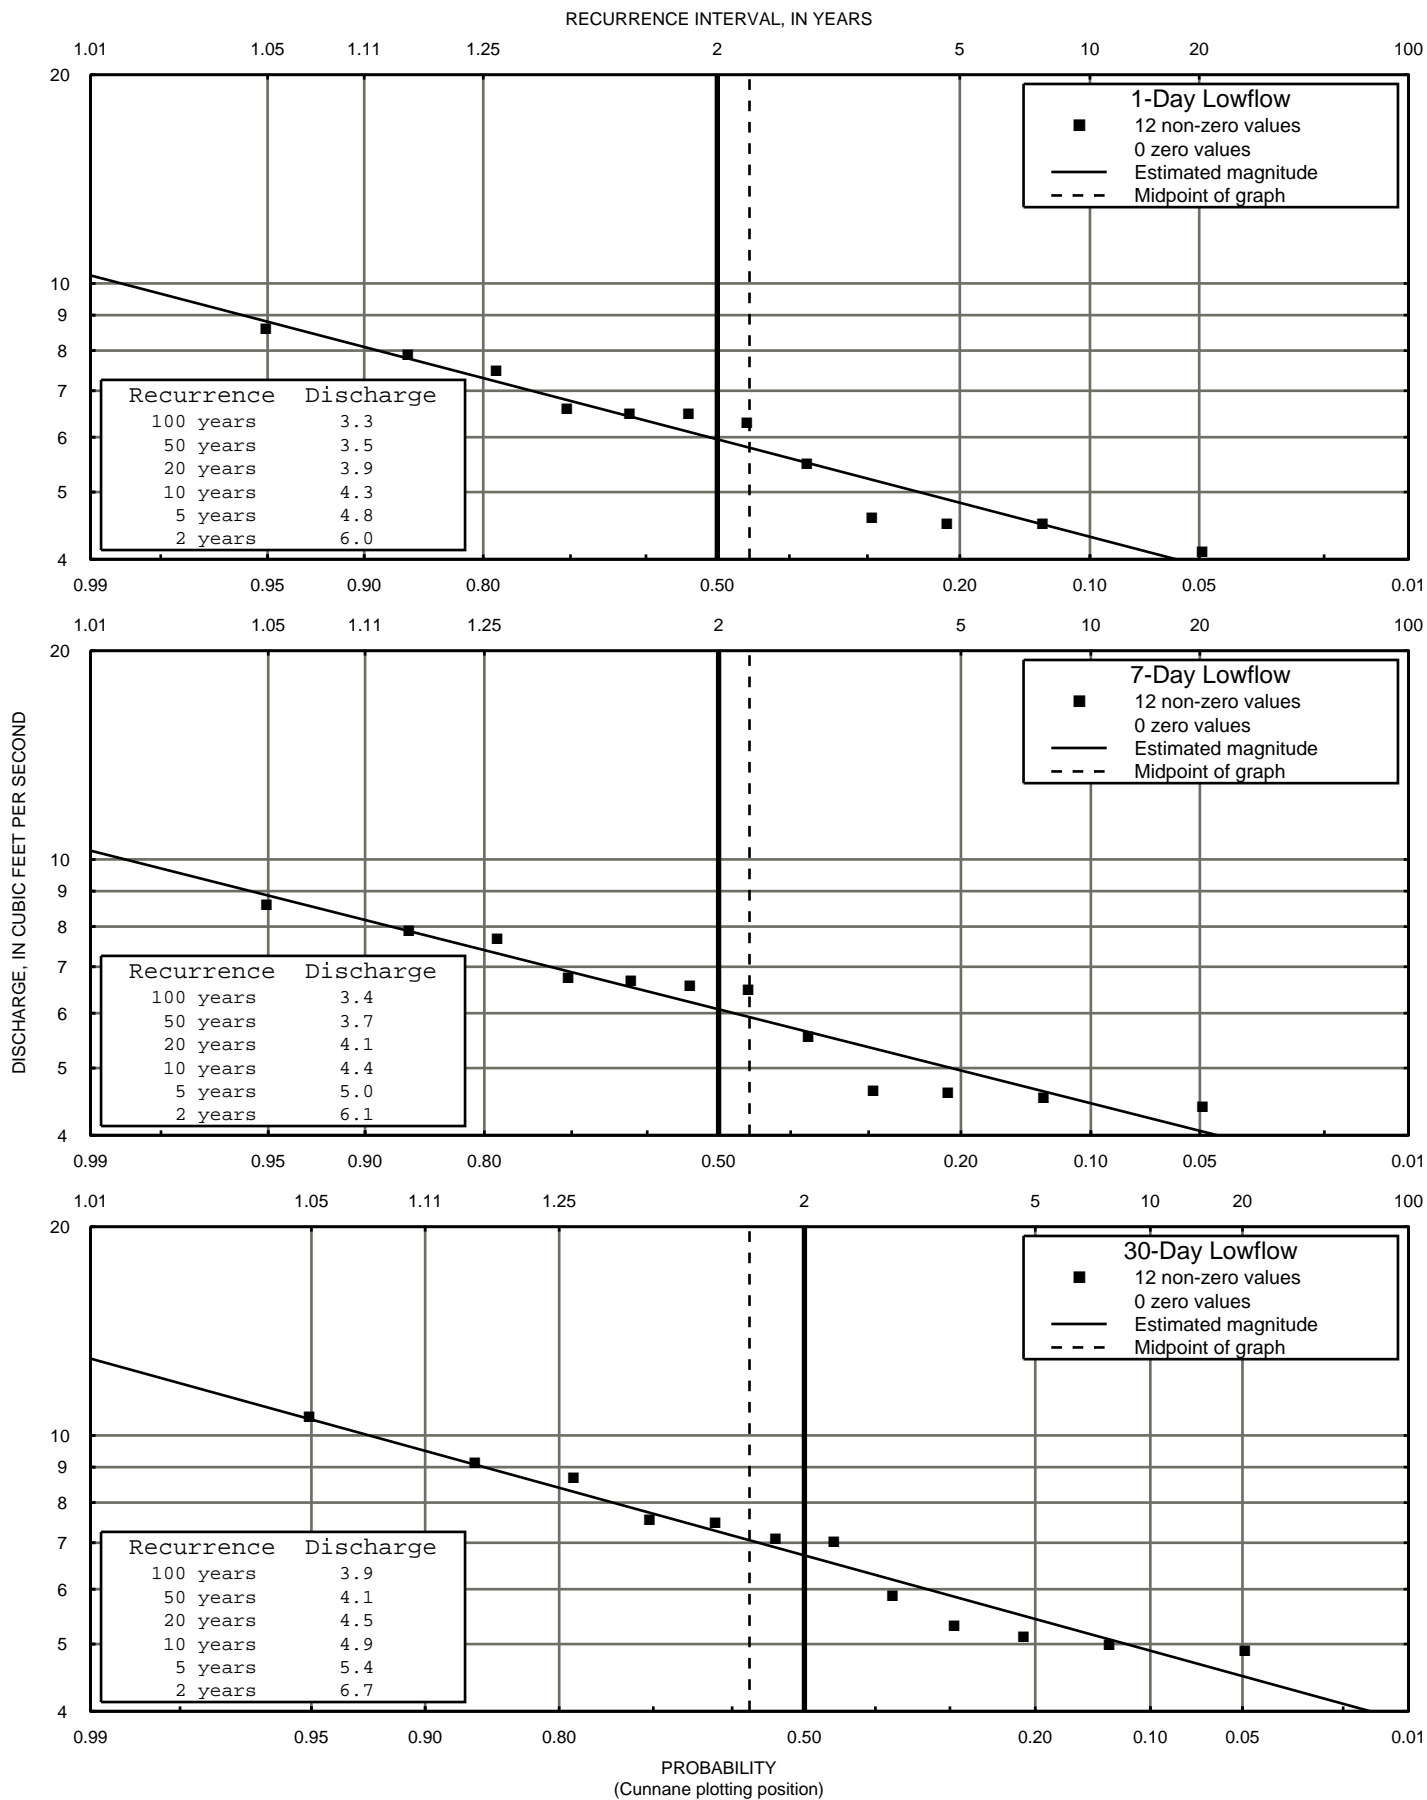 RECURRENCE INTERVAL, IN YEARS
1.01 1.05 1.11 1.25 2 5 10 20 100
1-Day Lowflow
12 non-zero values
0 zero values
Estimated magnitude
Midpoint of graph
20
10
9
8
7
6
5
4
Recurrence Discharge
100 years 3.3
50 years 3.5
20 years 3.9
10 years 4.3
5 years 4.8
2 years 6.0
0.99 0.95 0.90 0.80 0.50 0.20 0.10 0.05 0.01
1.01 1.05 1.11 1.25 2 5 10 20 100
7-Day Lowflow
12 non-zero values
0 zero values
Estimated magnitude
Midpoint of graph
DISCHARGE, IN CUBIC FEET PER SECOND
20
10
9
8
7
6
5
4
Recurrence Discharge
100 years 3.4
50 years 3.7
20 years 4.1
10 years 4.4
5 years 5.0
2 years 6.1
0.99 0.95 0.90 0.80 0.50 0.20 0.10 0.05 0.01
1.01 1.05 1.11 1.25 2 5 10 20 100
30-Day Lowflow
12 non-zero values
0 zero values
Estimated magnitude
Midpoint of graph
20
10
9
8
7
6
5
4
Recurrence Discharge
100 years 3.9
50 years 4.1
20 years 4.5
10 years 4.9
5 years 5.4
2 years 6.7
0.99 0.95 0.90 0.80 0.50 0.20 0.10 0.05 0.01
PROBABILITY
(Cunnane plotting position)